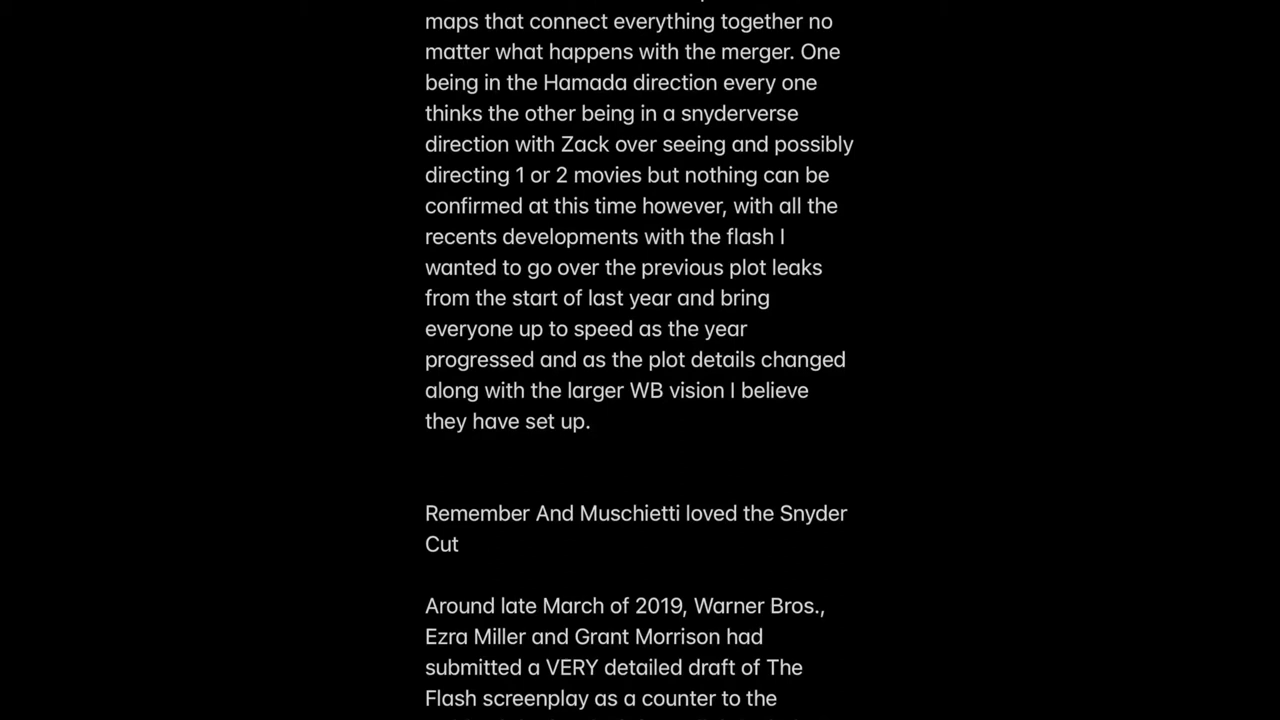 maps that connect everything together no
matter what happens with the merger. One
being in the Hamada direction every one
thinks the other being in a snyderverse
direction with Zack over seeing and possibly
directing 1 or 2 movies but nothing can be
confirmed at this time however, with all the
recents developments with the flash I
wanted to go over the previous plot leaks
from the start of last year and bring
everyone up to speed as the year
progressed and as the plot details changed
along with the larger WB vision I believe
they have set up.
Remember And Muschietti loved the Snyder
Cut
Around late March of 2019, Warner Bros.,
Ezra Miller and Grant Morrison had
submitted a VERY detailed draft of The
Flash screenplay as a counter to the